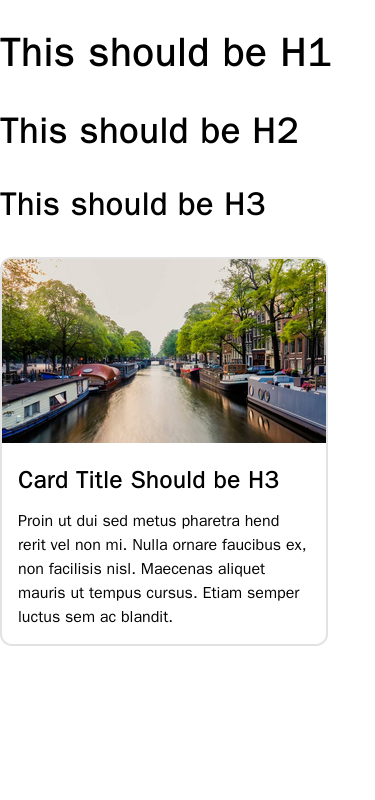 This should be H1
This should be H2
This should be H3
Card Title Should be H3
Proin ut dui sed metus pharetra hend
rerit vel non mi. Nulla ornare faucibus ex,
non facilisis nisl. Maecenas aliquet
mauris ut tempus cursus. Etiam semper
luctus sem ac blandit.